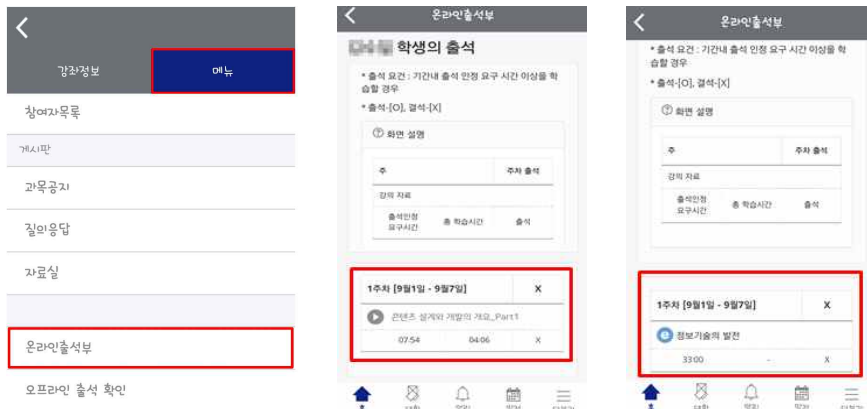 강좌정보
메뉴
참여자목록
게시판
과목공지
질의응답
자료실
온라인출석부
오프라인 출석 확인
온라인출석부
학생의 출석
* 출석 요건 : 기간내 출석 인정 요구 시간 이상을 학
습할 경우
* 출석-[O], 결석-[X]
? 화면 설명
주 주차 출석
강의 자료
출석인정
요구시간 총 학습시간 출석
1주차 [9월1일 - 9월7일] X
콘텐츠 설계와 개발의 개요_Part1
07:54 04:06 X
온라인출석부
* 출석 요건 : 기간내 출석 인정 요구 시간 이상을 학
습할 경우
* 출석-[O], 결석-[X]
? 화면 설명
주 주차 출석
강의 자료
출석인정
요구시간 총 학습시간 출석
1주차 [9월1일 - 9월7일] X
정보기술의 발전
33:00 - X